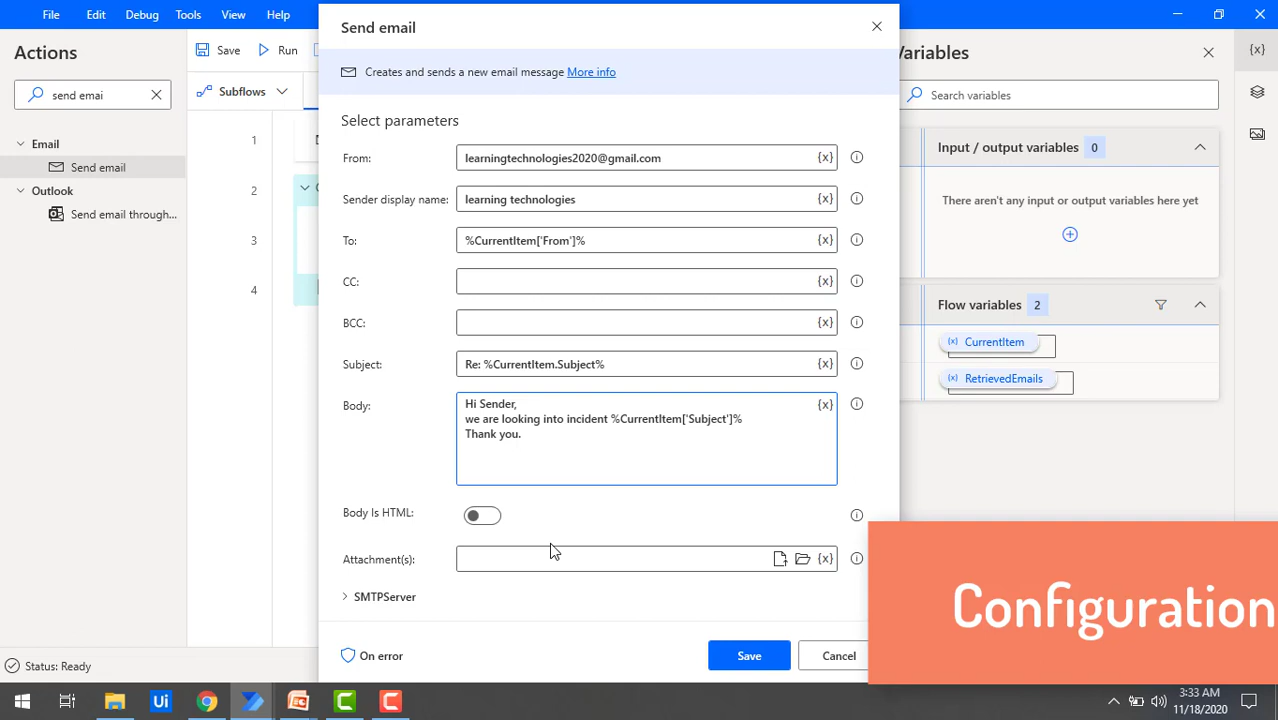 File Edit Debug Tools View Help
Send email
Actions
Save
Run
Variables
Creates and sends a new email message More info
send emai
Subflows
Search variables
Select parameters
Email
Send email
Outlook
Send email through...
1
2
3
4
From: learningtechnologies2020@gmail.com {x}
Sender display name: learning technologies {x}
To: %CurrentItem['From']% {x}
CC: {x}
BCC: {x}
Subject: Re: %CurrentItem.Subject% {x}
Body: Hi Sender, {x}
we are looking into incident %CurrentItem['Subject']%
Thank you.
Body Is HTML:
Attachment(s): {x}
SMTPServer
On error
Save
Cancel
Input / output variables 0
There aren't any input or output variables here yet
Flow variables 2
{x} CurrentItem
{x} RetrievedEmails
{x}
Configuration
Status: Ready
Ui
3:33 AM
11/18/2020